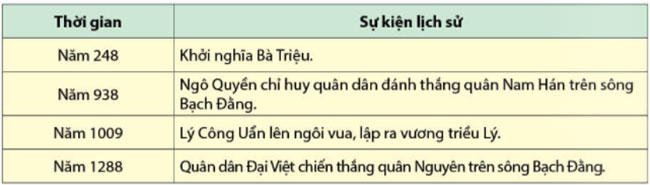 Thời gian Sự kiện lịch sử
Năm 248 Khởi nghĩa Bà Triệu.
Năm 938 Ngô Quyền chỉ huy quân dân đánh thắng quân Nam Hán trên sông
Bạch Đằng.
Năm 1009 Lý Công Uẩn lên ngôi vua, lập ra vương triều Lý.
Năm 1288 Quân dân Đại Việt chiến thắng quân Nguyên trên sông Bạch Đằng.